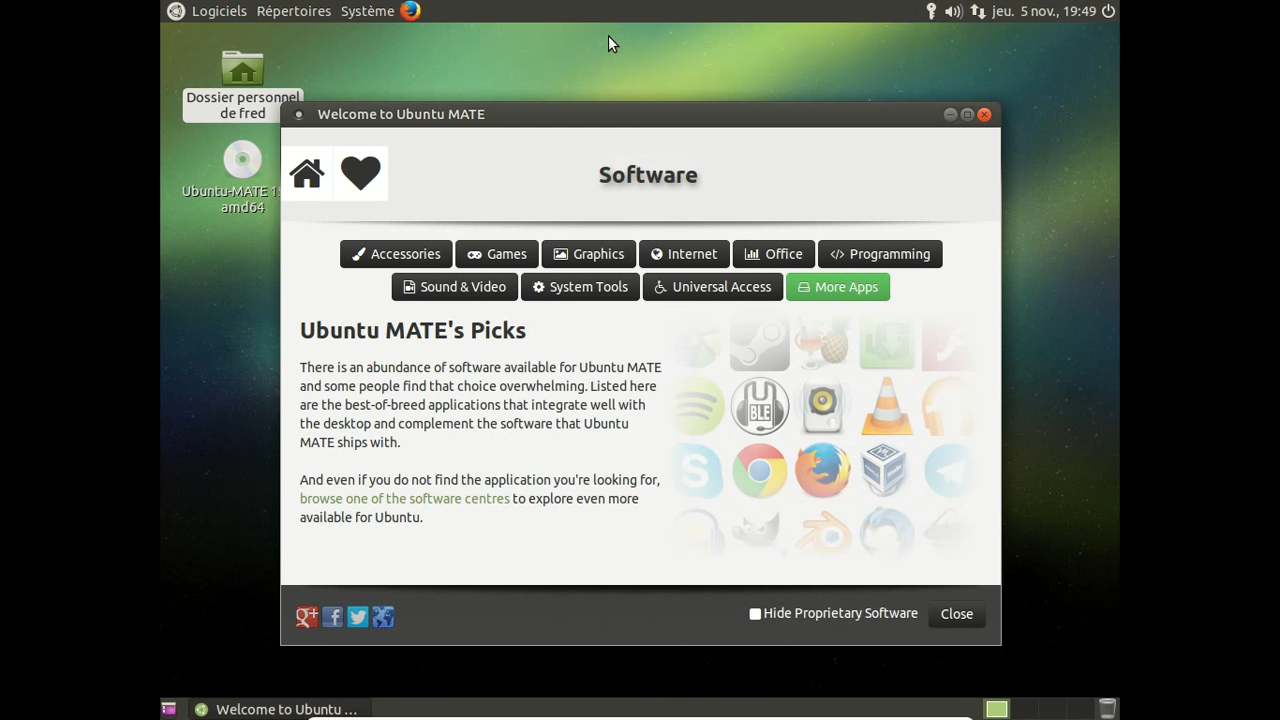 Logiciels Répertoires Système
jeu. 5 nov., 19:49
Dossier personnel
de fred
Ubuntu-MATE
amd64
Welcome to Ubuntu MATE
Software
Accessories Games Graphics Internet Office Programming
Sound & Video System Tools Universal Access More Apps
Ubuntu MATE's Picks
There is an abundance of software available for Ubuntu MATE
and some people find that choice overwhelming. Listed here
are the best-of-breed applications that integrate well with
the desktop and complement the software that Ubuntu
MATE ships with.
And even if you do not find the application you're looking for,
browse one of the software centres to explore even more
available for Ubuntu.
U
BLE
Hide Proprietary Software Close
Welcome to Ubuntu ...